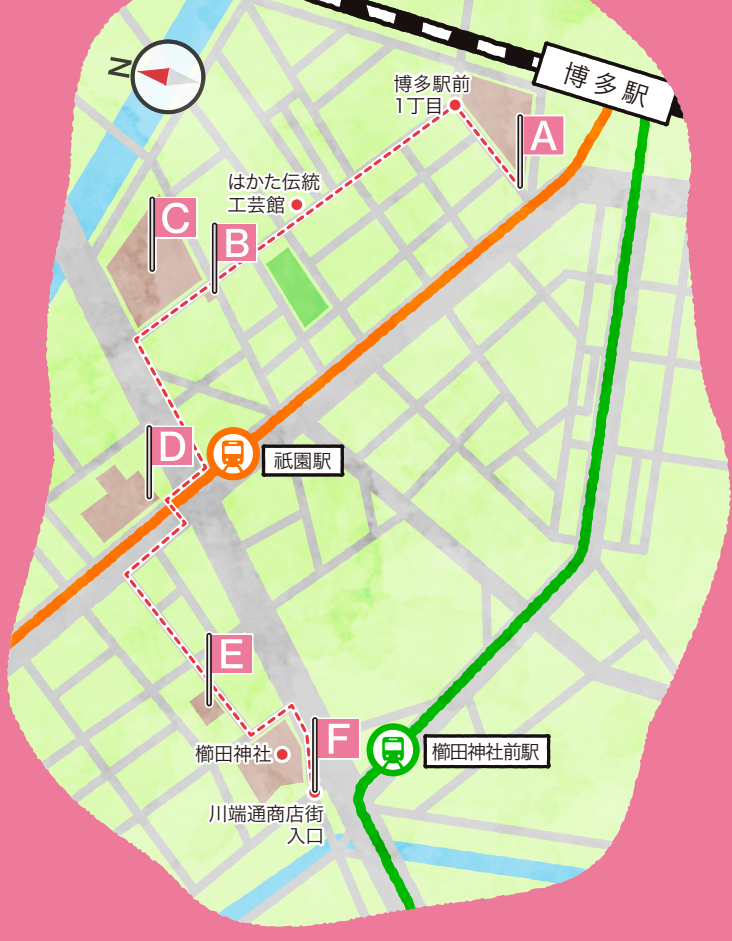 N
博多駅
博多駅前
1丁目
A
はかた伝統
工芸館
C
B
D
祇園駅
E
F
櫛田神社
櫛田神社前駅
川端通商店街
入口